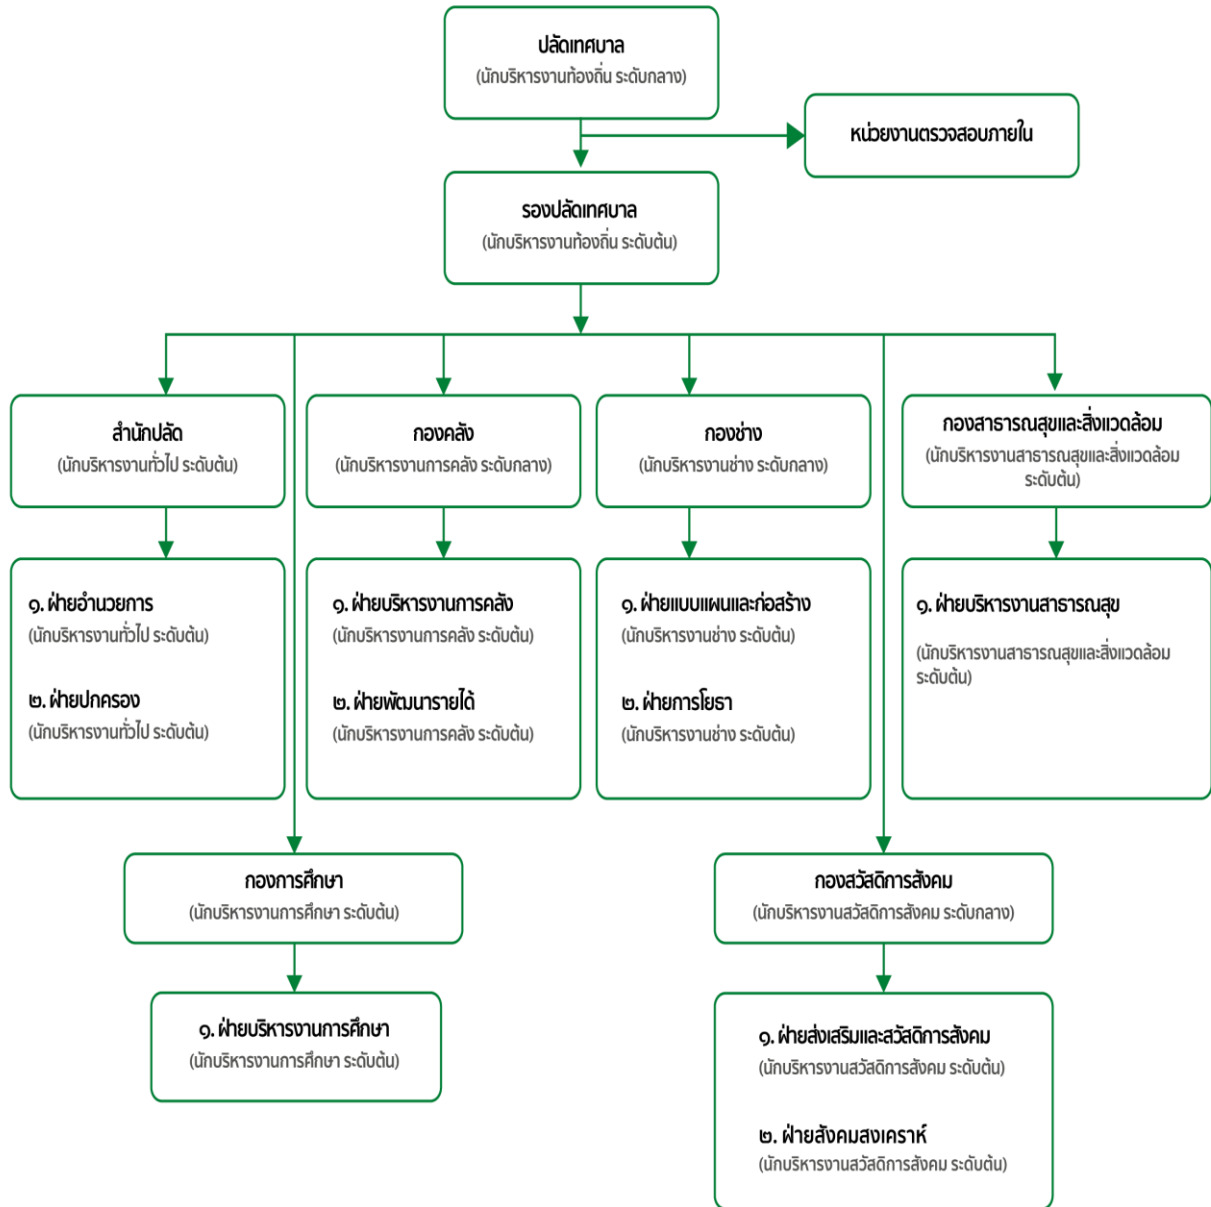 ปลัดเทศบาล
(นักบริหารงานท้องถิ่น ระดับกลาง)
หน่วยงานตรวจสอบภายใน
รองปลัดเทศบาล
(นักบริหารงานท้องถิ่น ระดับต้น)
สำนักปลัด
(นักบริหารงานทั่วไป ระดับต้น)
กองคลัง
(นักบริหารงานการคลัง ระดับกลาง)
กองช่าง
(นักบริหารงานช่าง ระดับกลาง)
กองสาธารณสุขและสิ่งแวดล้อม
(นักบริหารงานสาธารณสุขและสิ่งแวดล้อม
ระดับต้น)
๑. ฝ่ายอำนวยการ
(นักบริหารงานทั่วไป ระดับต้น)
๒. ฝ่ายปกครอง
(นักบริหารงานทั่วไป ระดับต้น)
๑. ฝ่ายบริหารงานการคลัง
(นักบริหารงานการคลัง ระดับต้น)
๒. ฝ่ายพัฒนารายได้
(นักบริหารงานการคลัง ระดับต้น)
๑. ฝ่ายแบบแผนและก่อสร้าง
(นักบริหารงานช่าง ระดับต้น)
๒. ฝ่ายการโยธา
(นักบริหารงานช่าง ระดับต้น)
๑. ฝ่ายบริหารงานสาธารณสุข
(นักบริหารงานสาธารณสุขและสิ่งแวดล้อม
ระดับต้น)
กองการศึกษา
(นักบริหารงานการศึกษา ระดับต้น)
๑. ฝ่ายบริหารงานการศึกษา
(นักบริหารงานการศึกษา ระดับต้น)
กองสวัสดิการสังคม
(นักบริหารงานสวัสดิการสังคม ระดับกลาง)
๑. ฝ่ายส่งเสริมและสวัสดิการสังคม
(นักบริหารงานสวัสดิการสังคม ระดับต้น)
๒. ฝ่ายสังคมสงเคราห์
(นักบริหารงานสวัสดิการสังคม ระดับต้น)